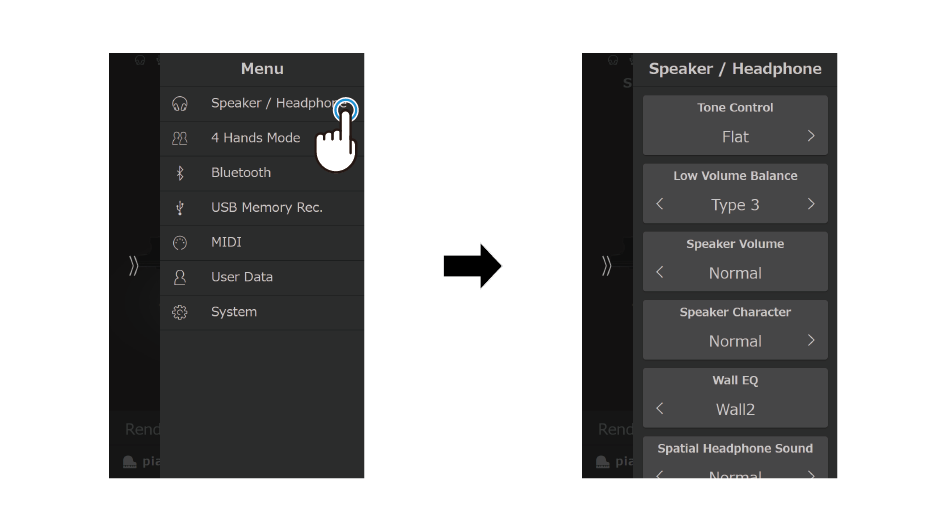 Menu
Speaker / Headphone
4 Hands Mode
Bluetooth
USB Memory Rec.
MIDI
User Data
System
Rend
pia
Speaker / Headphone
S
Tone Control
Flat
Low Volume Balance
Type 3
Speaker Volume
Normal
Speaker Character
Normal
Wall EQ
Wall2
Spatial Headphone Sound
Normal
Rend
pia